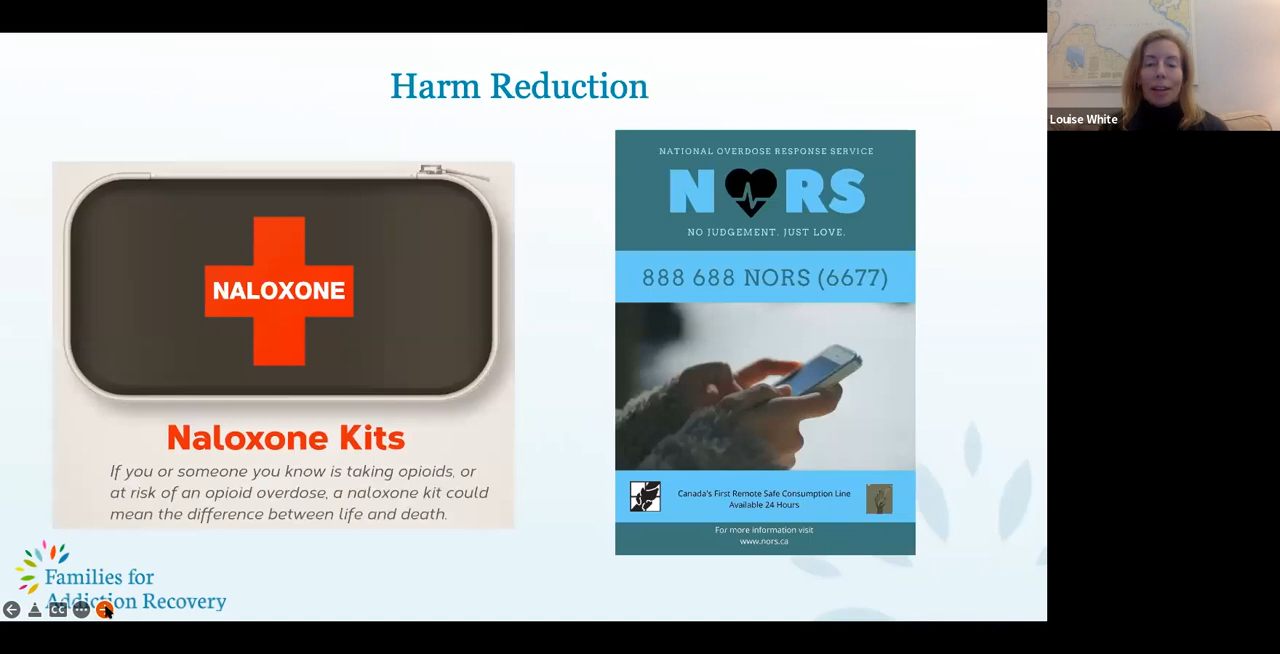 Harm Reduction
NALOXONE
Naloxone Kits
If you or someone you know is taking opioids, or
at risk of an opioid overdose, a naloxone kit could
mean the difference between life and death.
NATIONAL OVERDOSE RESPONSE SERVICE
N RS
NO JUDGEMENT. JUST LOVE.
888 688 NORS (6677)
Canada's First Remote Safe Consumption Line
Available 24 Hours
For more information visit
www.nors.ca
Families for
Addiction Recovery
CC
Louise White